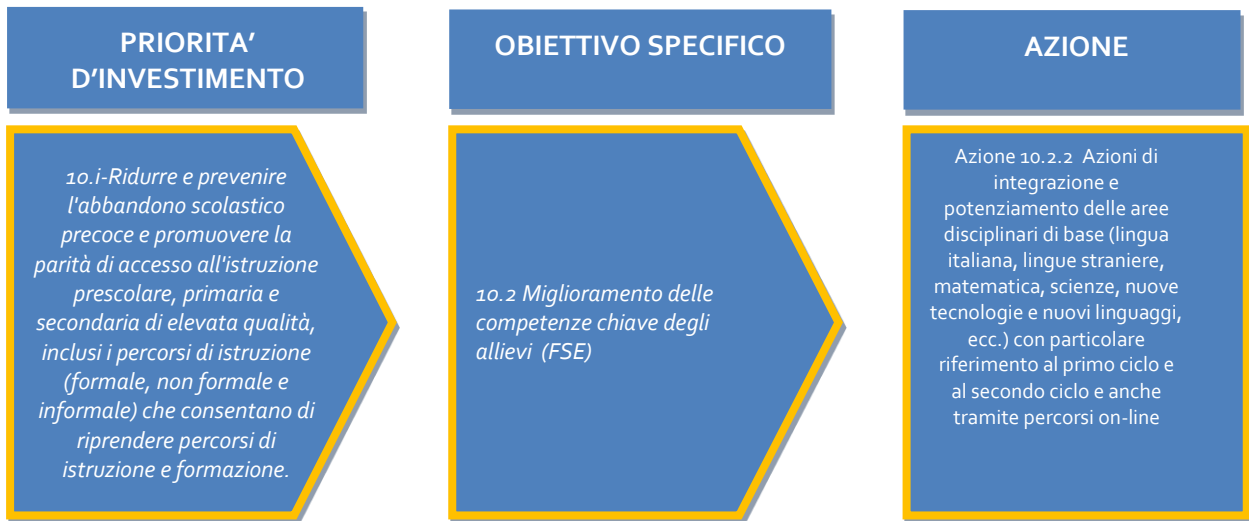 PRIORITA'
D'INVESTIMENTO
10.i-Ridurre e prevenire
l'abbandono scolastico
precoce e promuovere la
parità di accesso all'istruzione
prescolare, primaria e
secondaria di elevata qualità,
inclusi i percorsi di istruzione
(formale, non formale e
informale) che consentano di
riprendere percorsi di
istruzione e formazione.
OBIETTIVO SPECIFICO
10.2 Miglioramento delle
competenze chiave degli
allievi (FSE)
AZIONE
Azione 10.2.2 Azioni di
integrazione e
potenziamento delle aree
disciplinari di base (lingua
italiana, lingue straniere,
matematica, scienze, nuove
tecnologie e nuovi linguaggi,
ecc.) con particolare
riferimento al primo ciclo e
al secondo ciclo e anche
tramite percorsi on-line